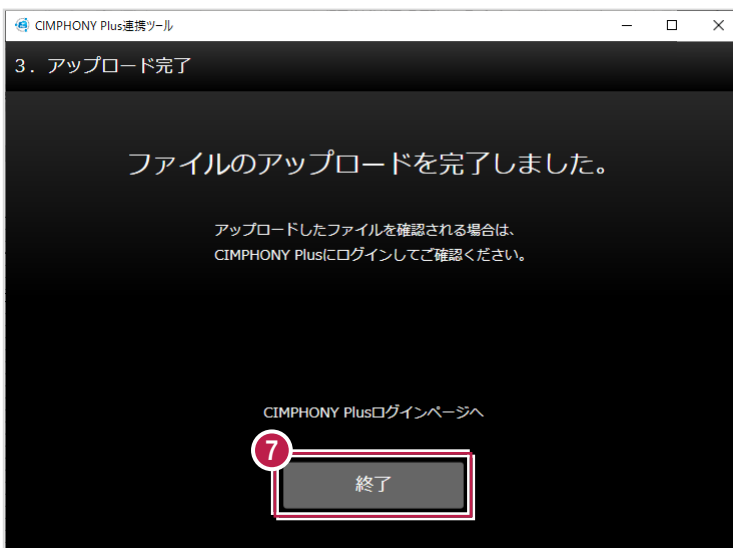 CIMPHONY Plus連携ツール
3．アップロード完了
ファイルのアップロードを完了しました。
アップロードしたファイルを確認される場合は、
CIMPHONY Plusにログインしてご確認ください。
CIMPHONY Plusログインページへ
7
終了